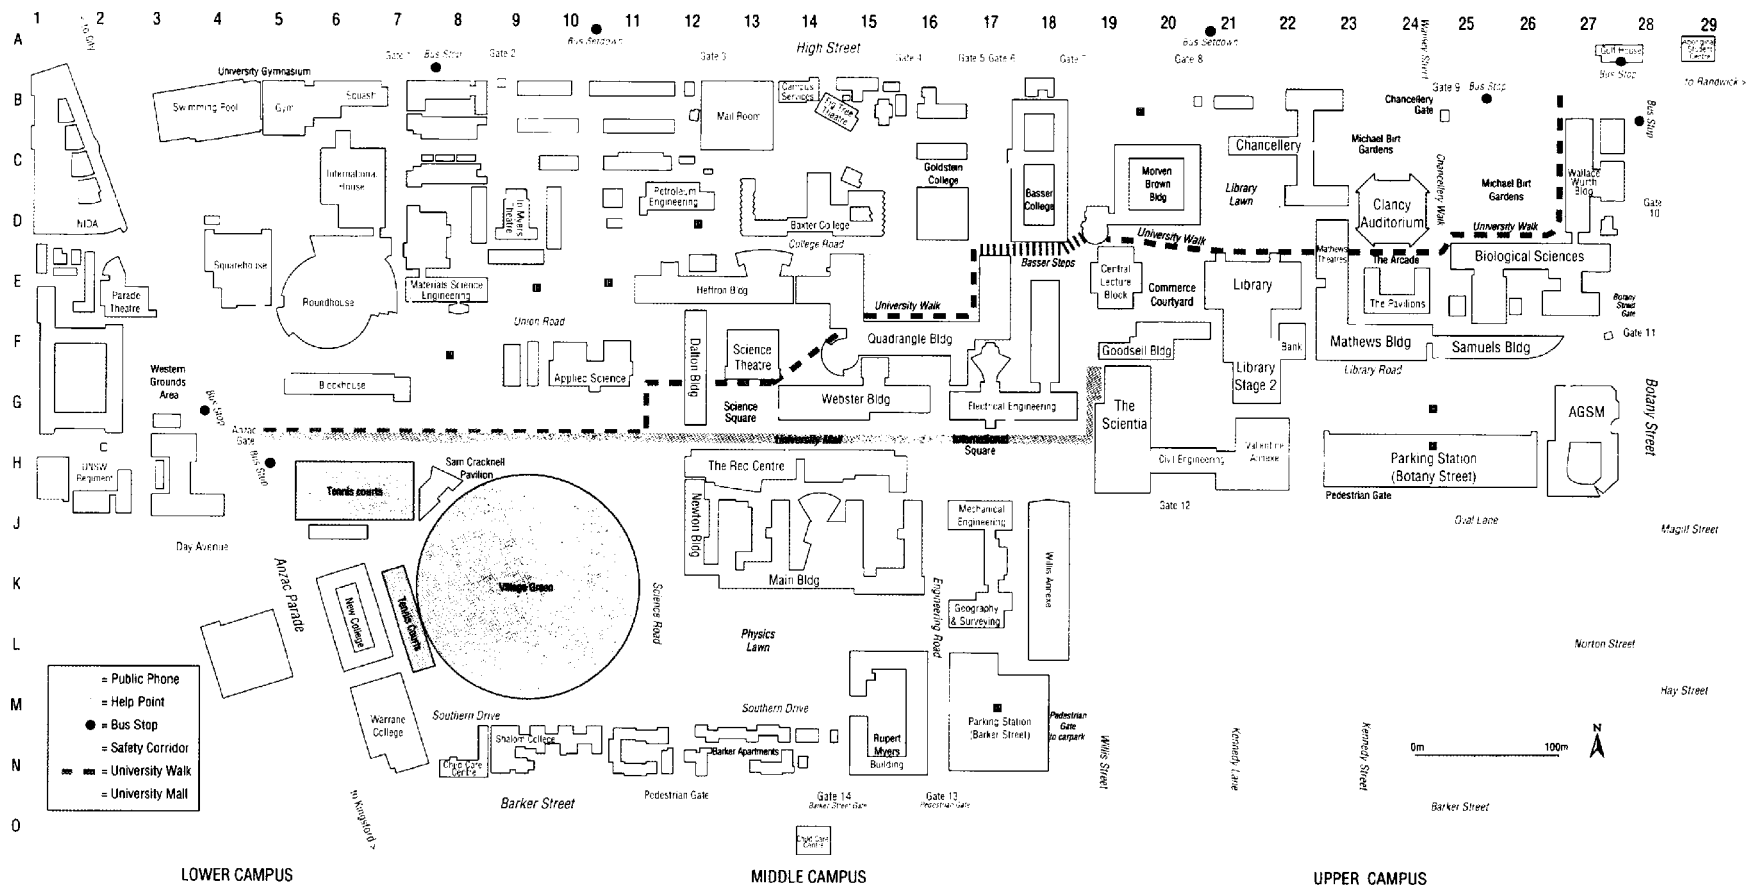 1 2 3 4 5 6 7 8 9 10 11 12 13 14 15 16 17 18 19 20 21 22 23 24 25 26 27 28 29
A
B
C
D
E
F
G
H
J
K
L
M
N
O
> to City
Gate 1
Bus Stop
Gate 2
Bus Setdown
Gate 3
High Street
Gate 4
Gate 5
Gate 6
Gate 7
Bus Setdown
Gate 8
Gate 9
Bus Stop
Bus Stop
Aboriginal
Student
Centre
to Randwick >
University Gymnasium
Swimming Pool
Gym
Squash
Mail Room
Campus
Services
Fig Tree
Theatre
Chancellery
Gate
Bus Stop
Chancellery
Michael Birt
Gardens
Chancellery Walk
Michael Birt
Gardens
Wallace
Wurth
Bldg
Gate
10
International
House
Petroleum
Engineering
Io Myers
Theatre
Goldstein
College
Basser
College
Morven
Brown
Bldg
Library
Lawn
Clancy
Auditorium
University Walk
NIDA
Baxter College
College Road
Basser Steps
University Walk
Mathews
Theatres
The Arcade
Biological Sciences
Squarehouse
Roundhouse
Materials Science
Engineering
Heffron Bldg
University Walk
Central
Lecture
Block
Commerce
Courtyard
Library
The Pavilions
Botany
Street
Gate
Parade
Theatre
Union Road
Dalton Bldg
Science
Theatre
Quadrangle Bldg
Goodsell Bldg
Bank
Mathews Bldg
Samuels Bldg
Gate 11
Library Road
Library
Stage 2
Western
Grounds
Area
Blockhouse
Applied Science
Science
Square
Webster Bldg
Electrical Engineering
The
Scientia
AGSM
Botany Street
Bus Stop
Anzac
Gate
University Mall
International
Square
Bus Stop
UNSW
Regiment
Tennis courts
Sam Cracknell
Pavilion
The Red Centre
Civil Engineering
Vallentine
Annexe
Parking Station
(Botany Street)
Pedestrian Gate
Gate 12
Oval Lane
Newton Bldg
Mechanical
Engineering
Magill Street
Day Avenue
Anzac Parade
New College
Tennis Courts
Village Green
Science Road
Main Bldg
Engineering Road
Geography
& Surveying
Willis Annexe
Physics
Lawn
Norton Street
Hay Street
= Public Phone
= Help Point
= Bus Stop
= Safety Corridor
= University Walk
= University Mall
Warrane
College
Southern Drive
Shalom College
Child Care
Centre
Southern Drive
Barker Apartments
Rupert
Myers
Building
Parking Station
(Barker Street)
Pedestrian
Gate
to carpark
Willis Street
Kennedy Lane
Kennedy Street
0m
100m
N
to Kingsford >
Barker Street
Pedestrian Gate
Gate 14
Barker Street Gate
Gate 13
Pedestrian Gate
Barker Street
Child Care
Centre
LOWER CAMPUS
MIDDLE CAMPUS
UPPER CAMPUS